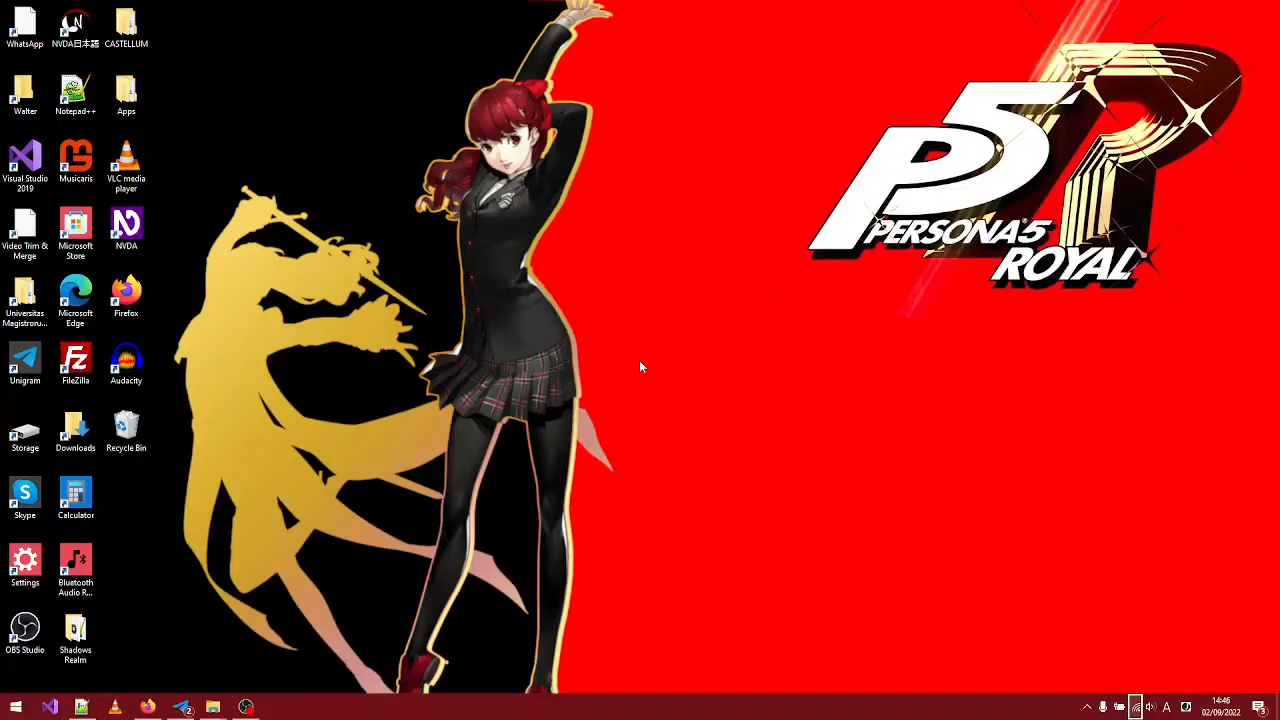 WhatsApp
NVDA日本語
CASTELLUM
Walter
Notepad++
Apps
Visual Studio
2019
Musicaris
VLC media
player
Video Trim &
Merge
Microsoft
Store
NVDA
Universitas
Magistroru...
Microsoft
Edge
Firefox
Unigram
FileZilla
Audacity
Storage
Downloads
Recycle Bin
Skype
Calculator
Settings
Bluetooth
Audio R...
OBS Studio
Shadows
Realm
P5R
PERSONA5
ROYAL
A
14:46
02/09/2022